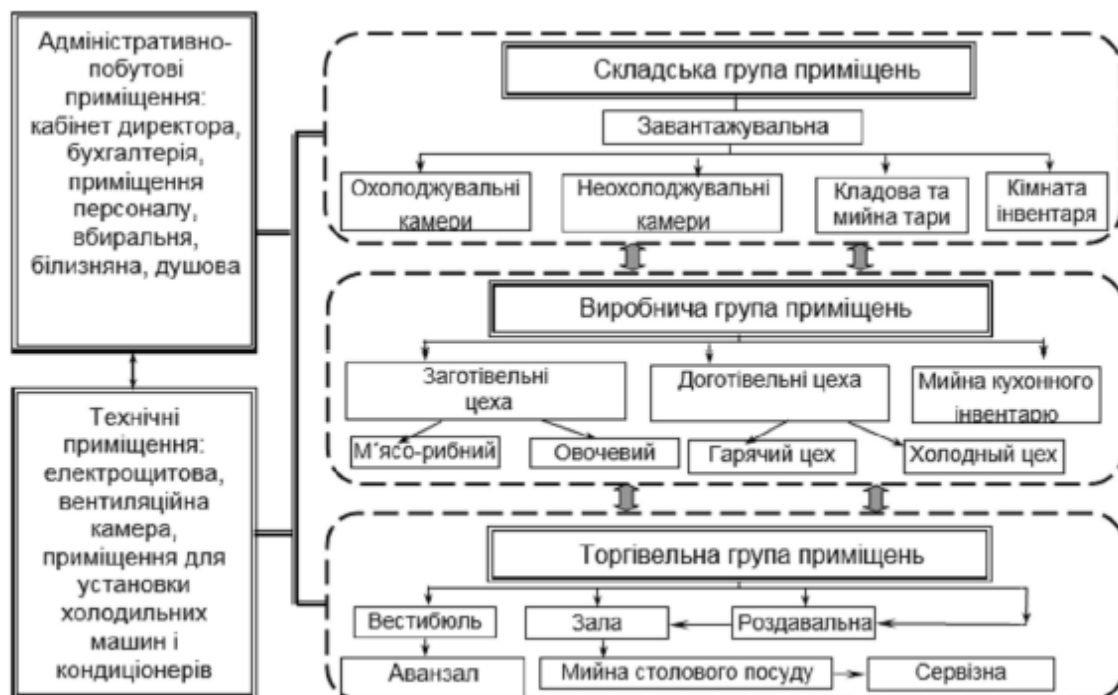 Адміністративно-
побутові
приміщення:
кабінет директора,
бухгалтерія,
приміщення
персоналу,
вбиральня,
білизняна, душова
Технічні
приміщення:
електрощитова,
вентиляційна
камера,
приміщення для
установки
холодильних
машин і
кондиціонерів
Складська група приміщень
Завантажувальна
Охолоджувальні
камери
Неохолоджувальні
камери
Кладова та
мийна тари
Кімната
інвентаря
Виробнича група приміщень
Заготівельні
цеха
Доготівельні цеха
Мийна кухонного
інвентарю
М´ясо-рибний
Овочевий
Гарячий цех
Холодный цех
Торгівельна група приміщень
Вестибюль
Зала
Роздавальна
Аванзал
Мийна столового посуду
Сервізна